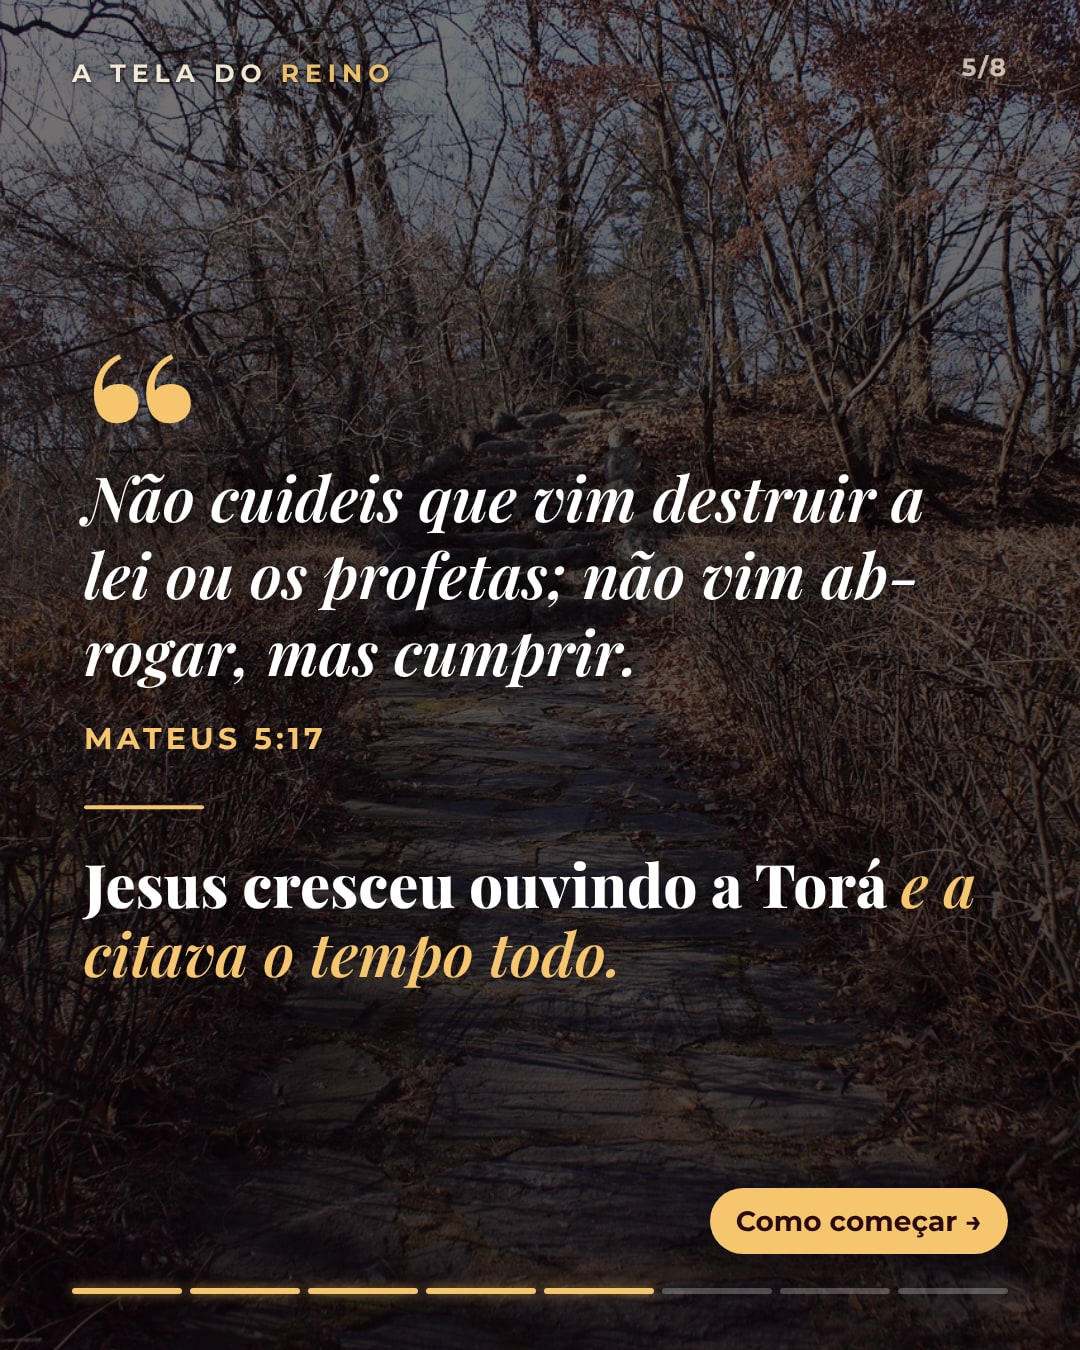 A TELA DO REINO
5/8
“
Não cuideis que vim destruir a
lei ou os profetas; não vim ab-
rogar, mas cumprir.
MATEUS 5:17
Jesus cresceu ouvindo a Torá e a
citava o tempo todo.
Como começar →